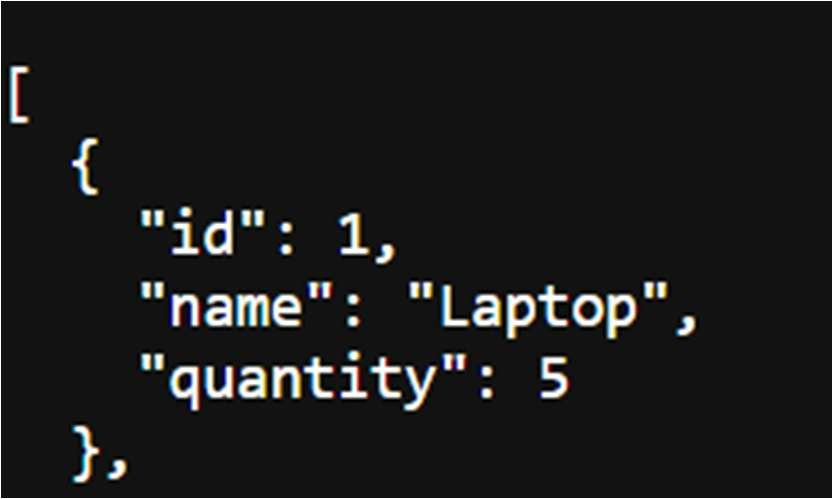 [
  {
    "id": 1,
    "name": "Laptop",
    "quantity": 5
  },